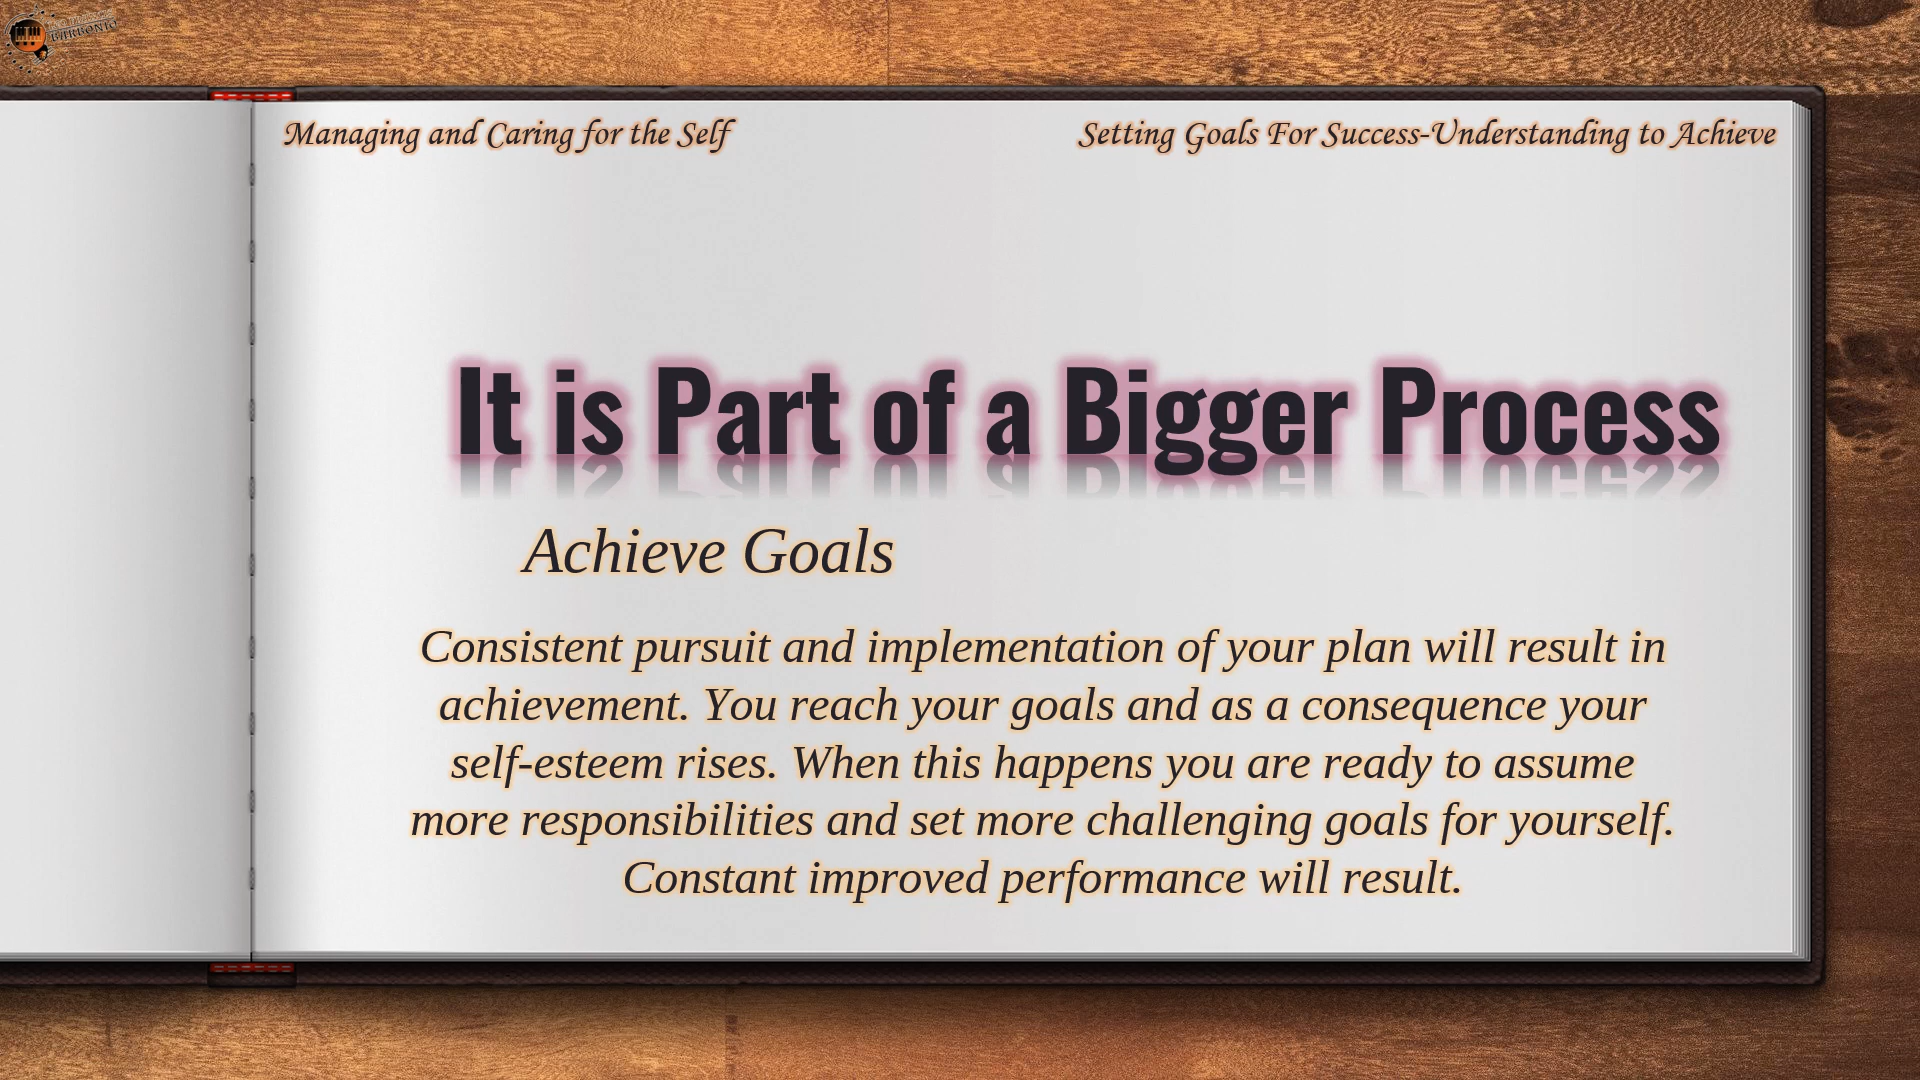 BARBONIO
Managing and Caring for the Self
Setting Goals For Success-Understanding to Achieve
It is Part of a Bigger Process
Achieve Goals
Consistent pursuit and implementation of your plan will result in
achievement. You reach your goals and as a consequence your
self-esteem rises. When this happens you are ready to assume
more responsibilities and set more challenging goals for yourself.
Constant improved performance will result.